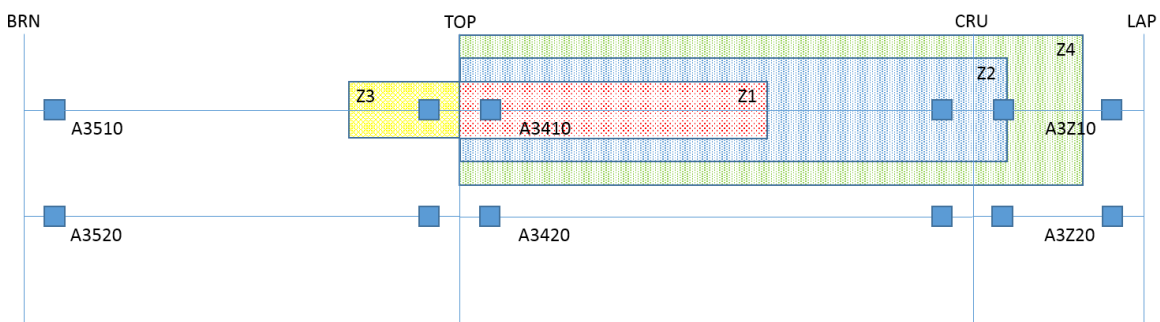 BRN TOP CRU LAP
Z4
Z2
Z3 Z1
A3510 A3410 A3Z10
A3520 A3420 A3Z20